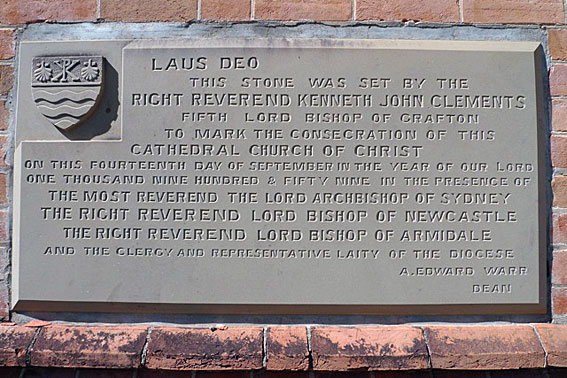 LAUS DEO
THIS STONE WAS SET BY THE
RIGHT REVEREND KENNETH JOHN CLEMENTS
FIFTH LORD BISHOP OF GRAFTON
TO MARK THE CONSECRATION OF THIS
CATHEDRAL CHURCH OF CHRIST
ON THIS FOURTEENTH DAY OF SEPTEMBER IN THE YEAR OF OUR LORD
ONE THOUSAND NINE HUNDRED & FIFTY NINE IN THE PRESENCE OF
THE MOST REVEREND THE LORD ARCHBISHOP OF SYDNEY
THE RIGHT REVEREND LORD BISHOP OF NEWCASTLE
THE RIGHT REVEREND LORD BISHOP OF ARMIDALE
AND THE CLERGY AND REPRESENTATIVE LAITY OF THE DIOCESE
A. EDWARD WARR
DEAN